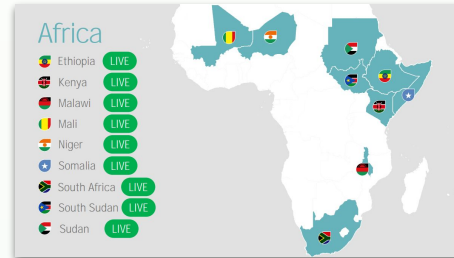 Africa
Ethiopia LIVE
Kenya LIVE
Malawi LIVE
Mali LIVE
Niger LIVE
Somalia LIVE
South Africa LIVE
South Sudan LIVE
Sudan LIVE